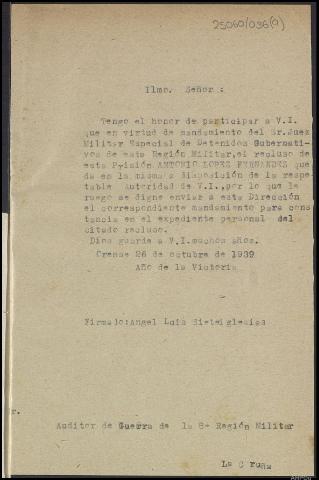 25060/036(0)
Ilmo. Señor :
Tengo el honor de participar a V.I.
que en virtud de mandamiento del Sr.Juez
Militar Especial de Detenidos Gubernati-
vos de esta Región Militar,el recluso de
esta Prisión ANTONIO LOPEZ FERNANDEZ que
da en la misma a disposición de la respe-
table Autoridad de V.I.,por lo que le
ruego se digne enviar a esta Dirección
el correspondiente mandamiento para cons
tancia en el expediente personal del
citado recluso.
Dios guarde a V.I.muchos años.
Orense 26 de octubre de 1939
Año de la Victoria
Firmado:Angel Luis Sieteiglesias
r.
Auditor de Guerra de la 8ª Región Militar
La Coruña